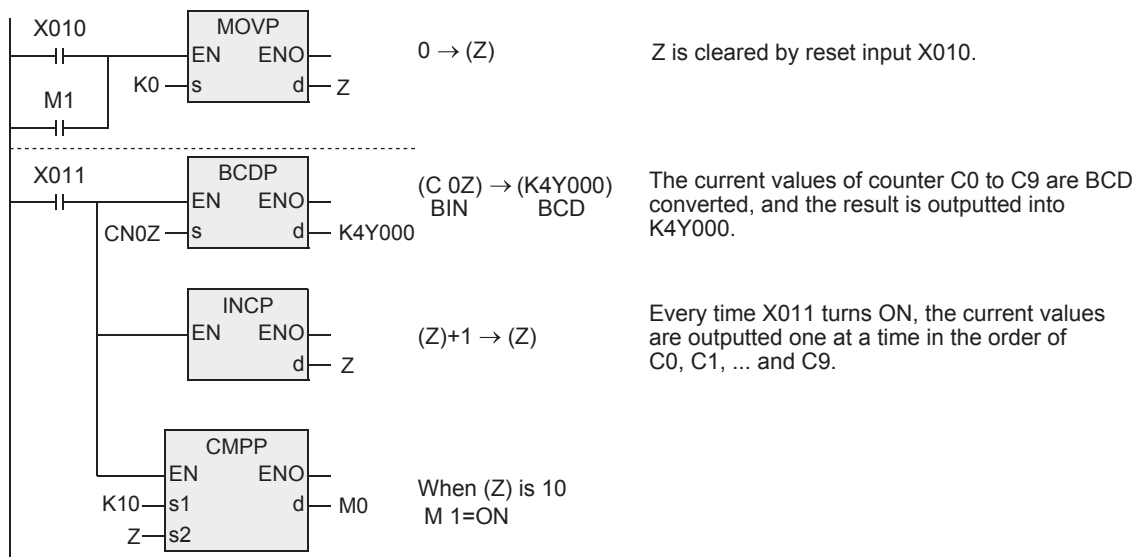 X010
MOVP
EN ENO
K0 s d Z
0 → (Z)
Z is cleared by reset input X010.
M1
X011
BCDP
EN ENO
CN0Z s d K4Y000
(C 0Z) → (K4Y000)
BIN BCD
The current values of counter C0 to C9 are BCD
converted, and the result is outputted into
K4Y000.
INCP
EN ENO
d Z
(Z)+1 → (Z)
Every time X011 turns ON, the current values
are outputted one at a time in the order of
C0, C1, ... and C9.
CMPP
EN ENO
K10 s1 d M0
Z s2
When (Z) is 10
M 1=ON